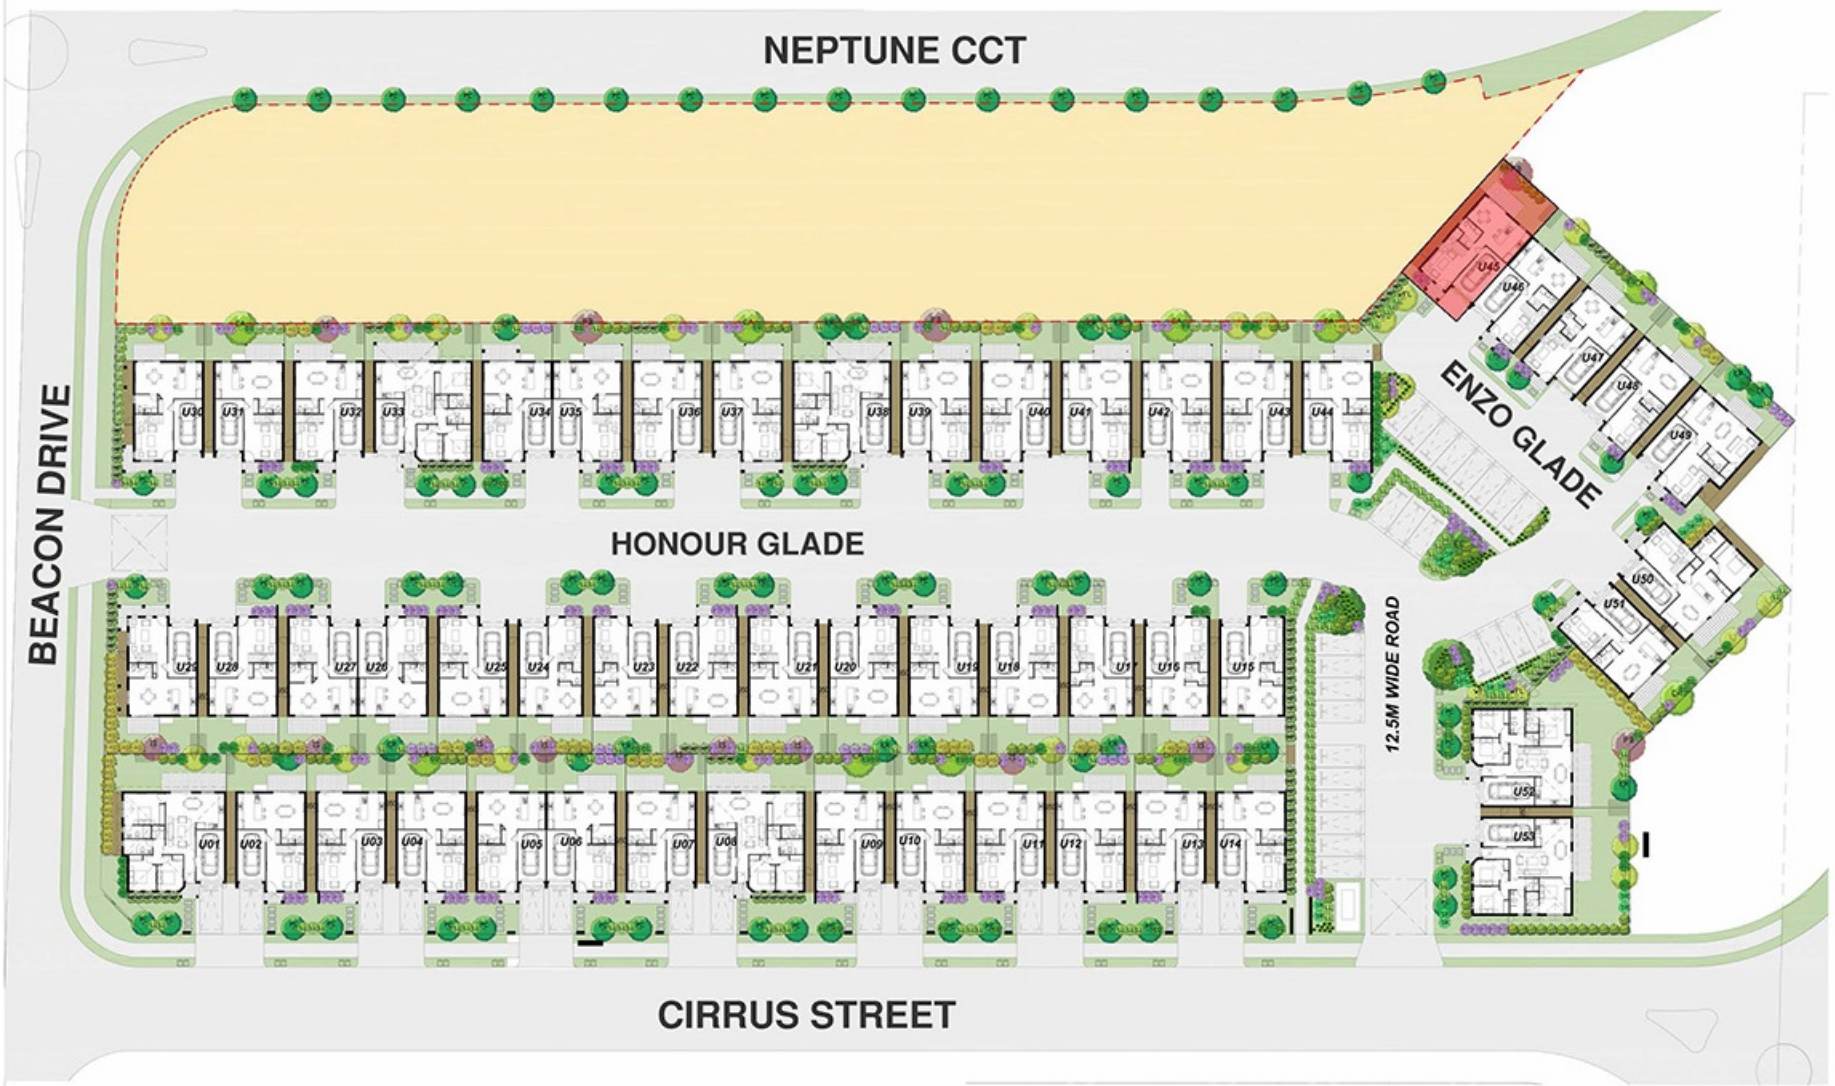 NEPTUNE CCT
U45
U46
U47
U48
U49
ENZO GLADE
U30 U31 U32 U33 U34 U35 U36 U37 U38 U39 U40 U41 U42 U43 U44
BEACON DRIVE
HONOUR GLADE
U50
U51
12.5M WIDE ROAD
U29 U28 U27 U26 U25 U24 U23 U22 U21 U20 U19 U18 U17 U16 U15
U52
U53
U01 U02 U03 U04 U05 U06 U07 U08 U09 U10 U11 U12 U13 U14
CIRRUS STREET